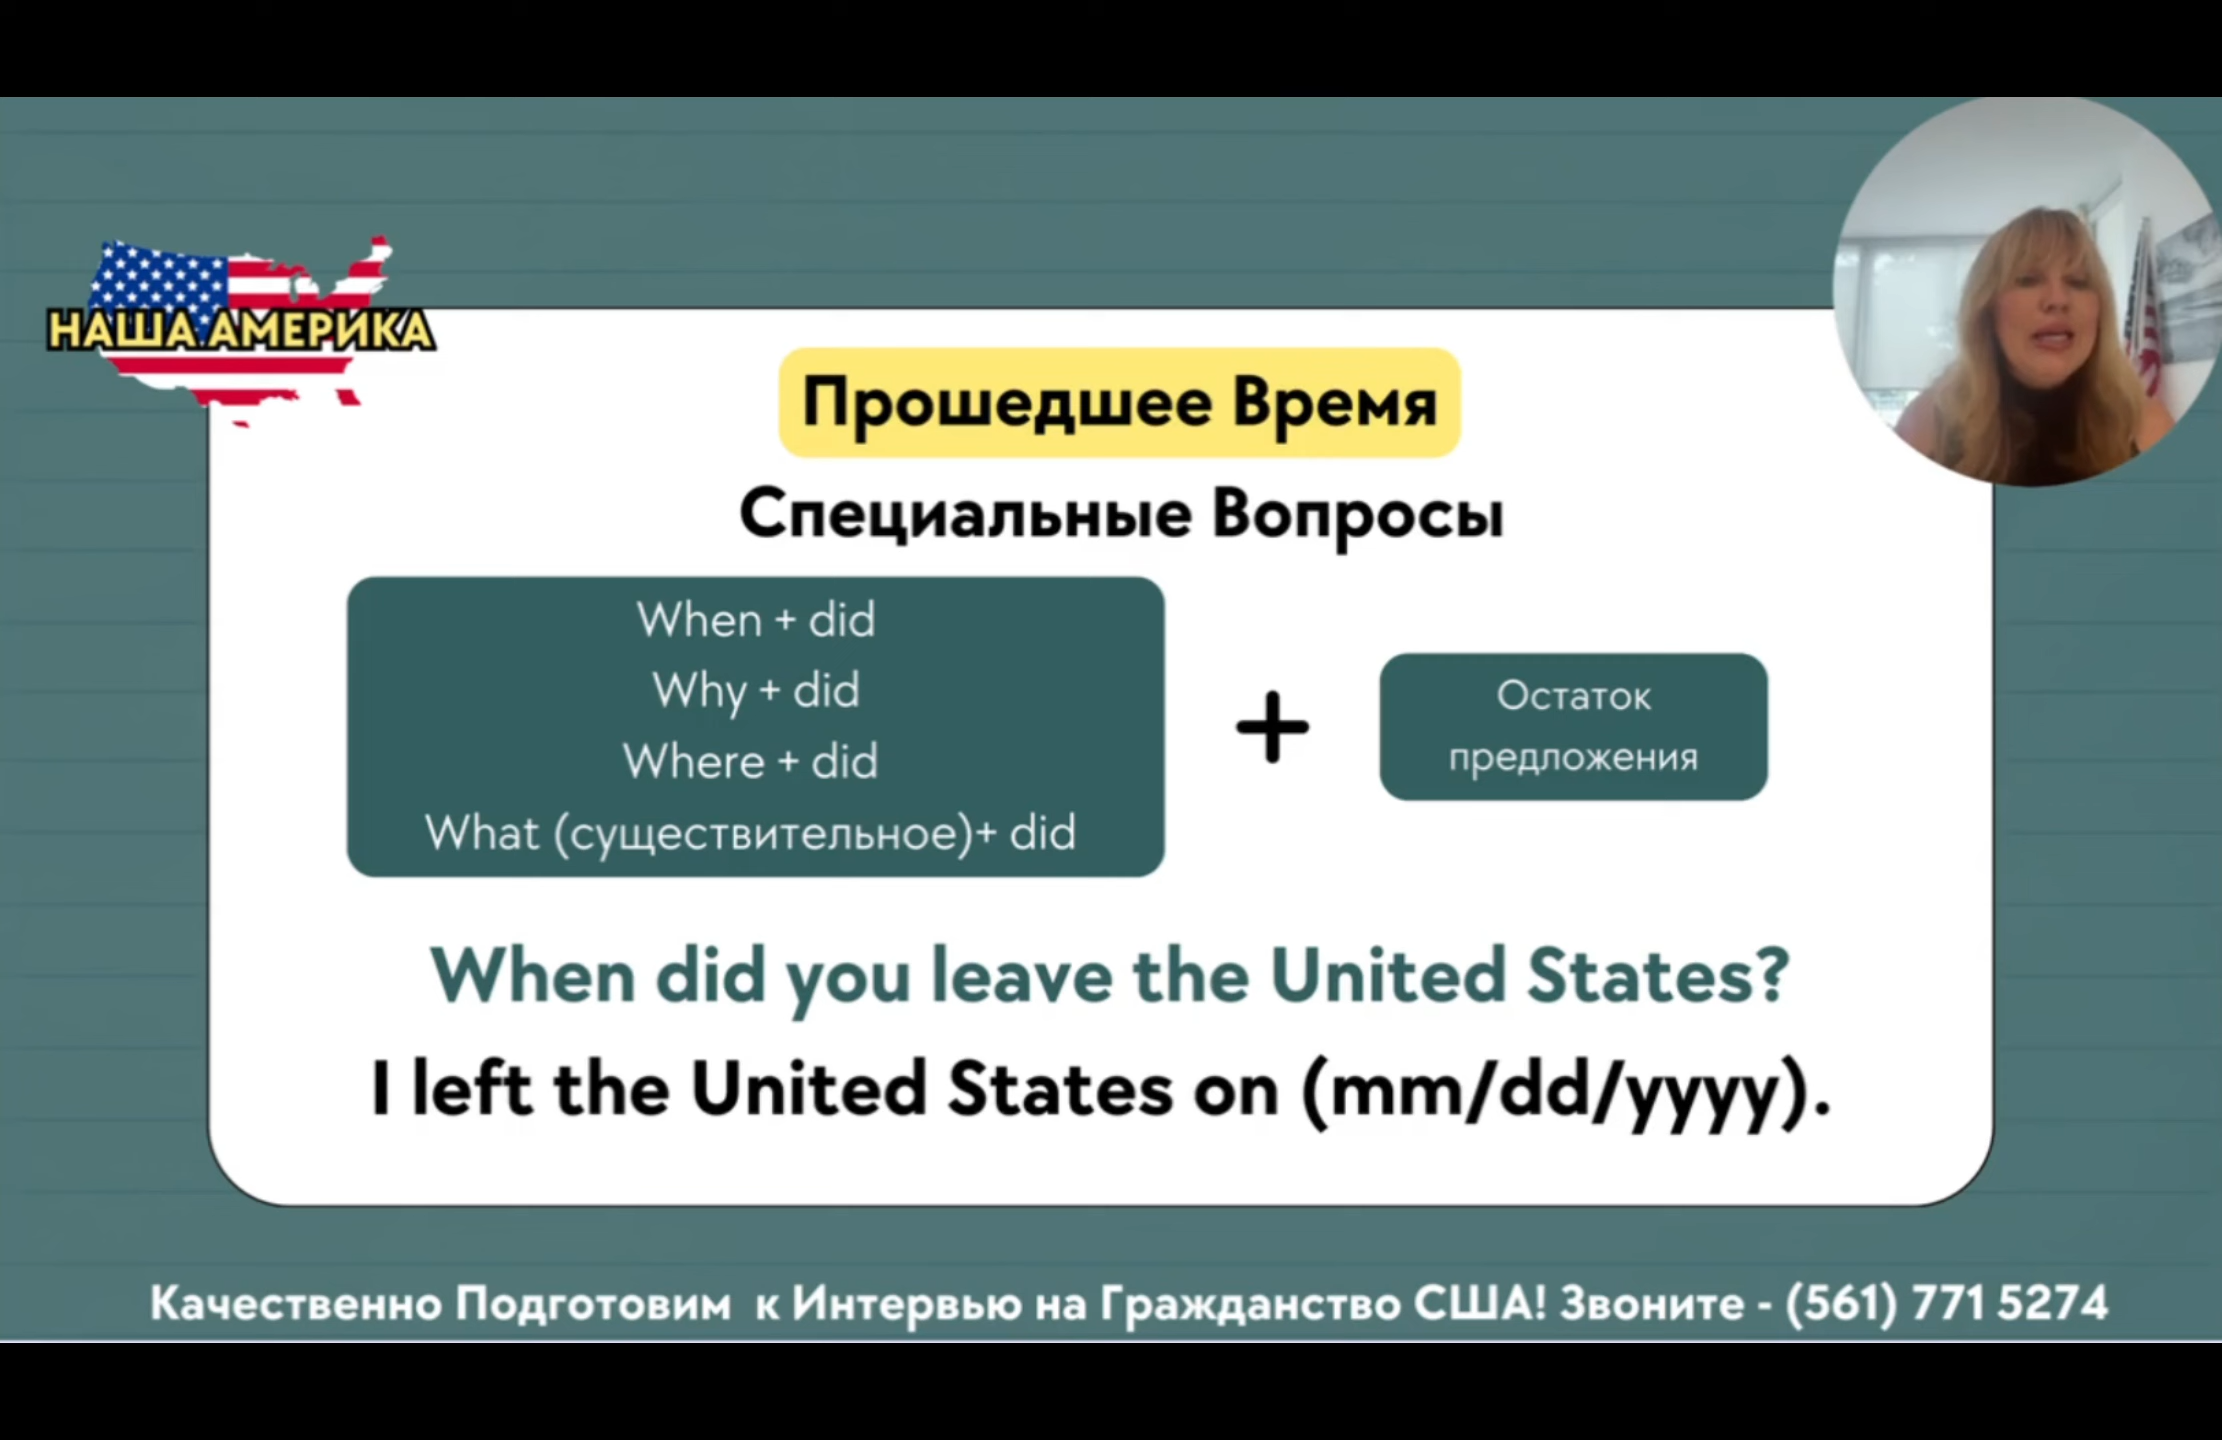 НАША АМЕРИКА
Прошедшее Время
Специальные Вопросы
When + did
Why + did
Where + did
What (существительное)+ did
+
Остаток
предложения
When did you leave the United States?
I left the United States on (mm/dd/yyyy).
Качественно Подготовим к Интервью на Гражданство США! Звоните - (561) 771 5274